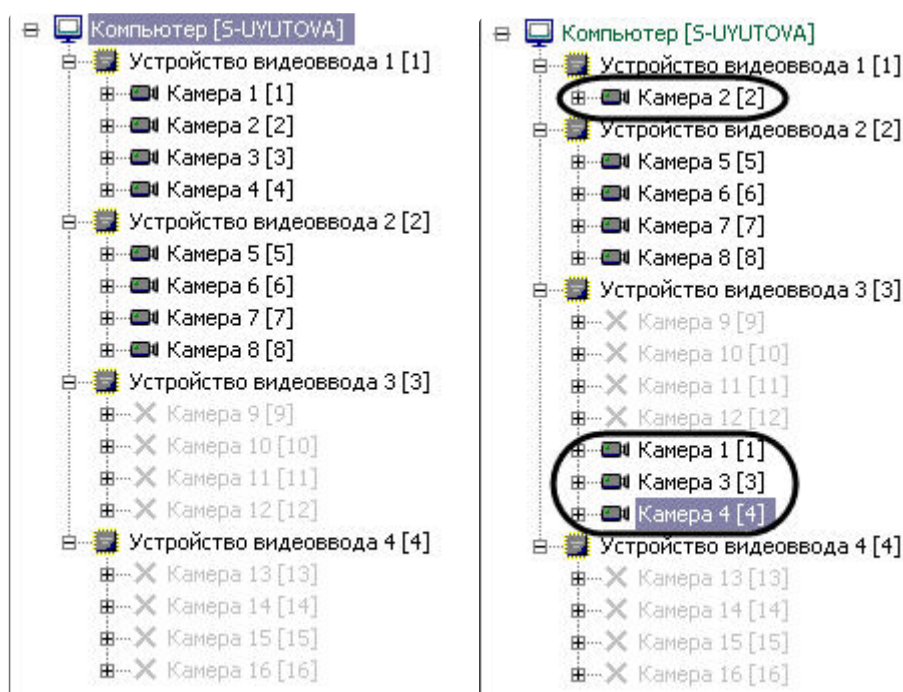 Компьютер [S-UYUTOVA]
Устройство видеоввода 1 [1]
Камера 1 [1]
Камера 2 [2]
Камера 3 [3]
Камера 4 [4]
Устройство видеоввода 2 [2]
Камера 5 [5]
Камера 6 [6]
Камера 7 [7]
Камера 8 [8]
Устройство видеоввода 3 [3]
Камера 9 [9]
Камера 10 [10]
Камера 11 [11]
Камера 12 [12]
Устройство видеоввода 4 [4]
Камера 13 [13]
Камера 14 [14]
Камера 15 [15]
Камера 16 [16]
Компьютер [S-UYUTOVA]
Устройство видеоввода 1 [1]
Камера 2 [2]
Устройство видеоввода 2 [2]
Камера 5 [5]
Камера 6 [6]
Камера 7 [7]
Камера 8 [8]
Устройство видеоввода 3 [3]
Камера 9 [9]
Камера 10 [10]
Камера 11 [11]
Камера 12 [12]
Камера 1 [1]
Камера 3 [3]
Камера 4 [4]
Устройство видеоввода 4 [4]
Камера 13 [13]
Камера 14 [14]
Камера 15 [15]
Камера 16 [16]